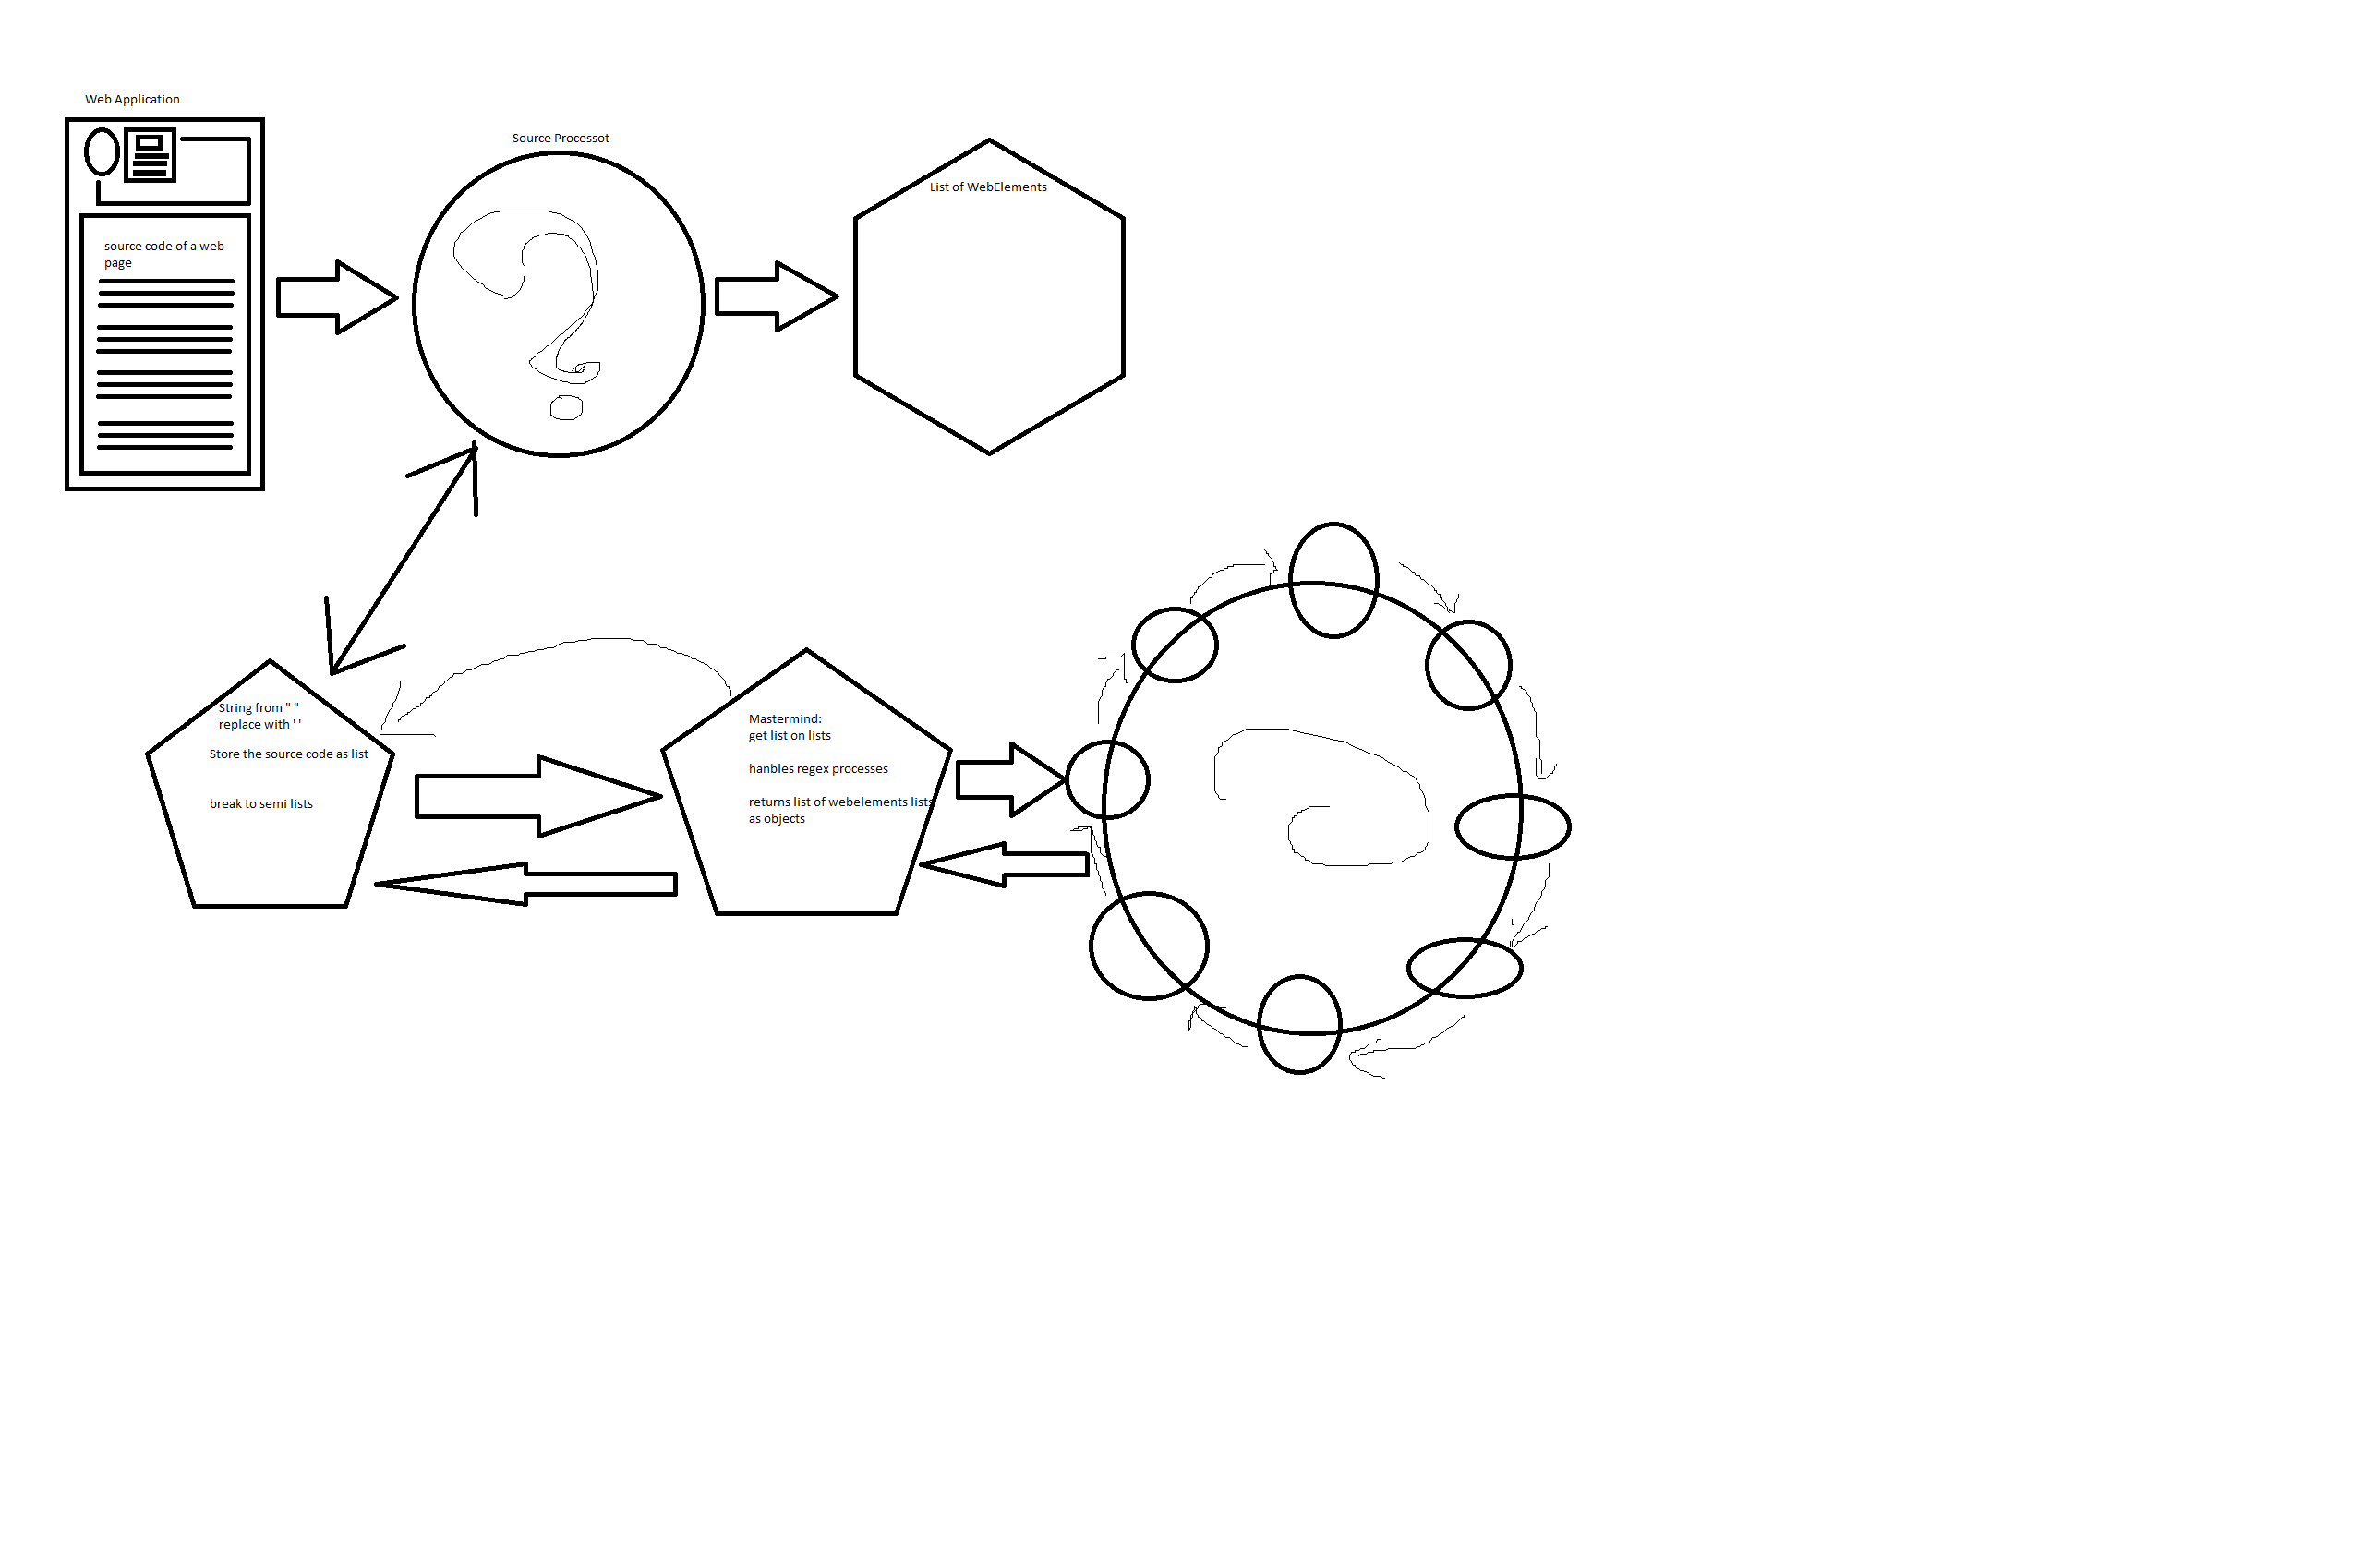 Web Application
Source Processot
List of WebElements
source code of a web
page
String from " "
replace with ' '
Store the source code as list
break to semi lists
Mastermind:
get list on lists
hanbles regex processes
returns list of webelements lists
as objects